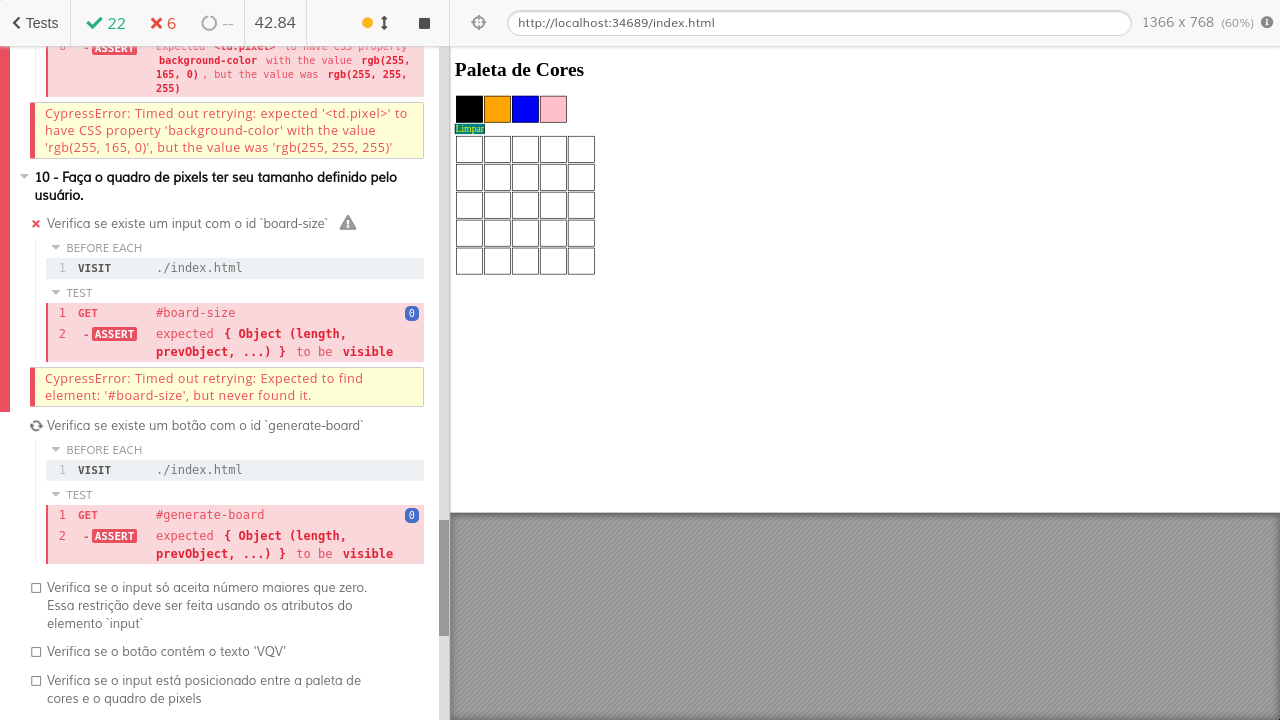 Tests
22
6
--
42.84
http://localhost:34689/index.html
1366 x 768 (60%)
6 - ASSERT expected <td.pixel> to have CSS property
background-color with the value rgb(255,
165, 0) , but the value was rgb(255, 255,
255)
CypressError: Timed out retrying: expected '<td.pixel>' to
have CSS property 'background-color' with the value
'rgb(255, 165, 0)', but the value was 'rgb(255, 255, 255)'
10 - Faça o quadro de pixels ter seu tamanho definido pelo
usuário.
Verifica se existe um input com o id `board-size`
BEFORE EACH
1 VISIT ./index.html
TEST
1 GET #board-size 0
2 - ASSERT expected { Object (length,
prevObject, ...) } to be visible
CypressError: Timed out retrying: Expected to find
element: '#board-size', but never found it.
Verifica se existe um botão com o id `generate-board`
BEFORE EACH
1 VISIT ./index.html
TEST
1 GET #generate-board 0
2 - ASSERT expected { Object (length,
prevObject, ...) } to be visible
Verifica se o input só aceita número maiores que zero.
Essa restrição deve ser feita usando os atributos do
elemento `input`
Verifica se o botão contém o texto 'VQV'
Verifica se o input está posicionado entre a paleta de
cores e o quadro de pixels
Paleta de Cores
Limpar